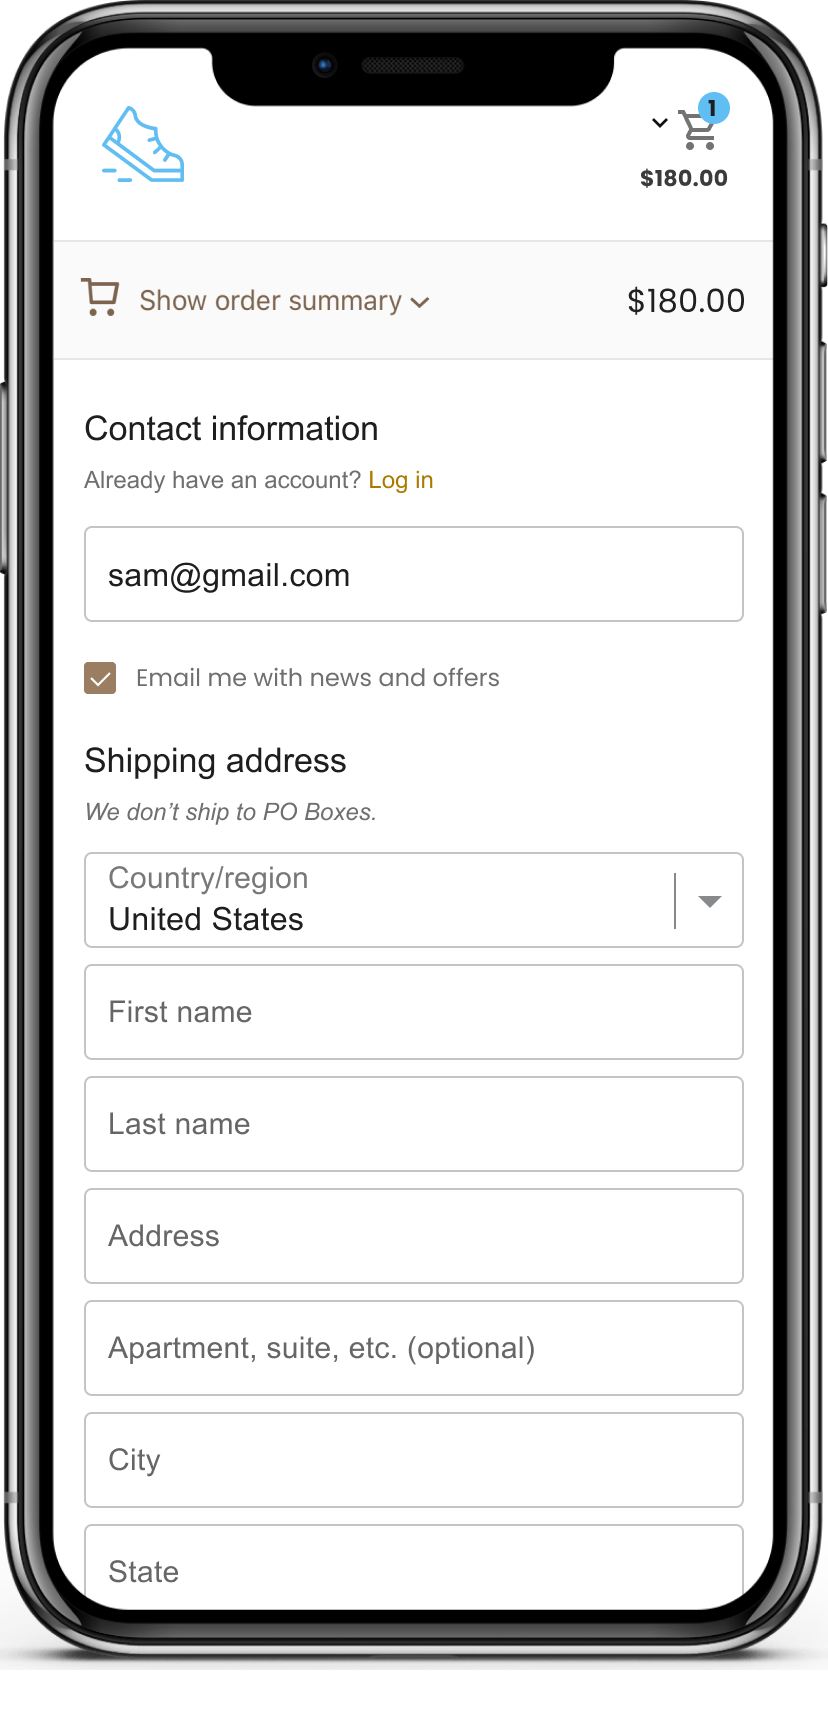 1
$180.00
Show order summary
$180.00
Contact information
Already have an account? Log in
sam@gmail.com
Email me with news and offers
Shipping address
We don't ship to PO Boxes.
Country/region
United States
First name
Last name
Address
Apartment, suite, etc. (optional)
City
State